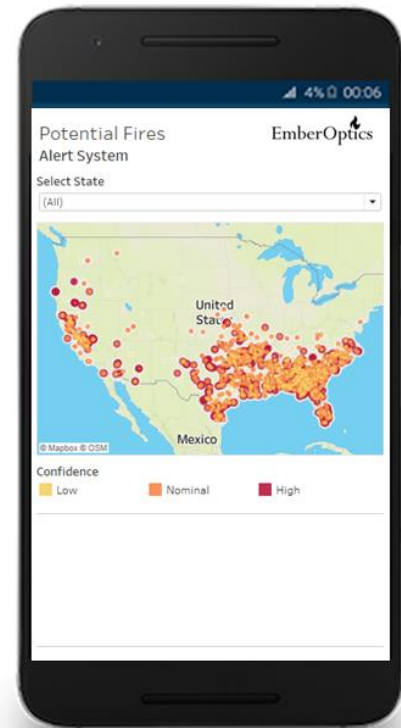 4% 00:06
Potential Fires
EmberOptics
Alert System
Select State
(All)
United
States
Mexico
© Mapbox © OSM
Confidence
Low
Nominal
High